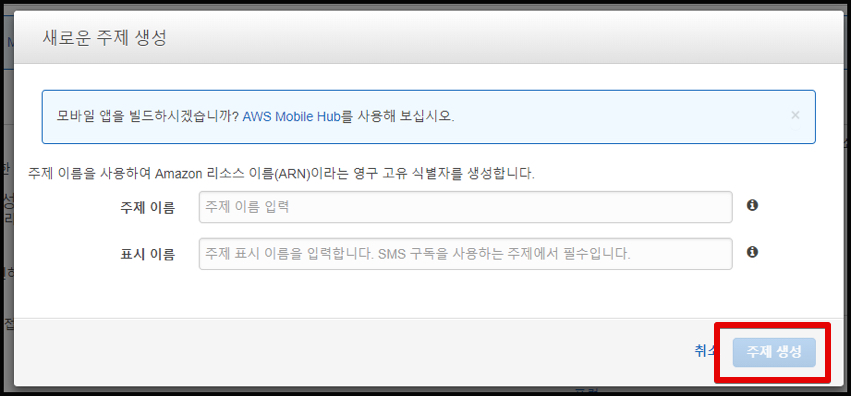 새로운 주제 생성
모바일 앱을 빌드하시겠습니까? AWS Mobile Hub를 사용해 보십시오.
×
주제 이름을 사용하여 Amazon 리소스 이름(ARN)이라는 영구 고유 식별자를 생성합니다.
주제 이름
주제 이름 입력
표시 이름
주제 표시 이름을 입력합니다. SMS 구독을 사용하는 주제에서 필수입니다.
취소
주제 생성